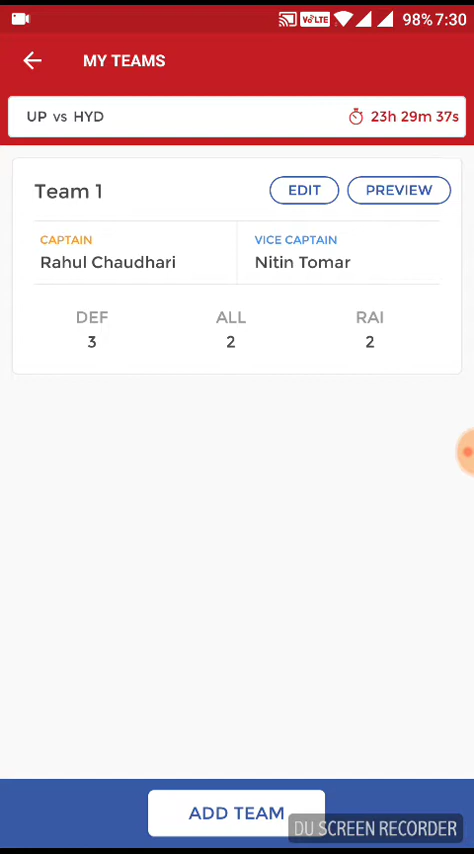 VoLTE 98% 7:30
MY TEAMS
UP vs HYD 23h 29m 37s
Team 1 EDIT PREVIEW
CAPTAIN VICE CAPTAIN
Rahul Chaudhari Nitin Tomar
DEF ALL RAI
3 2 2
ADD TEAM
DU SCREEN RECORDER